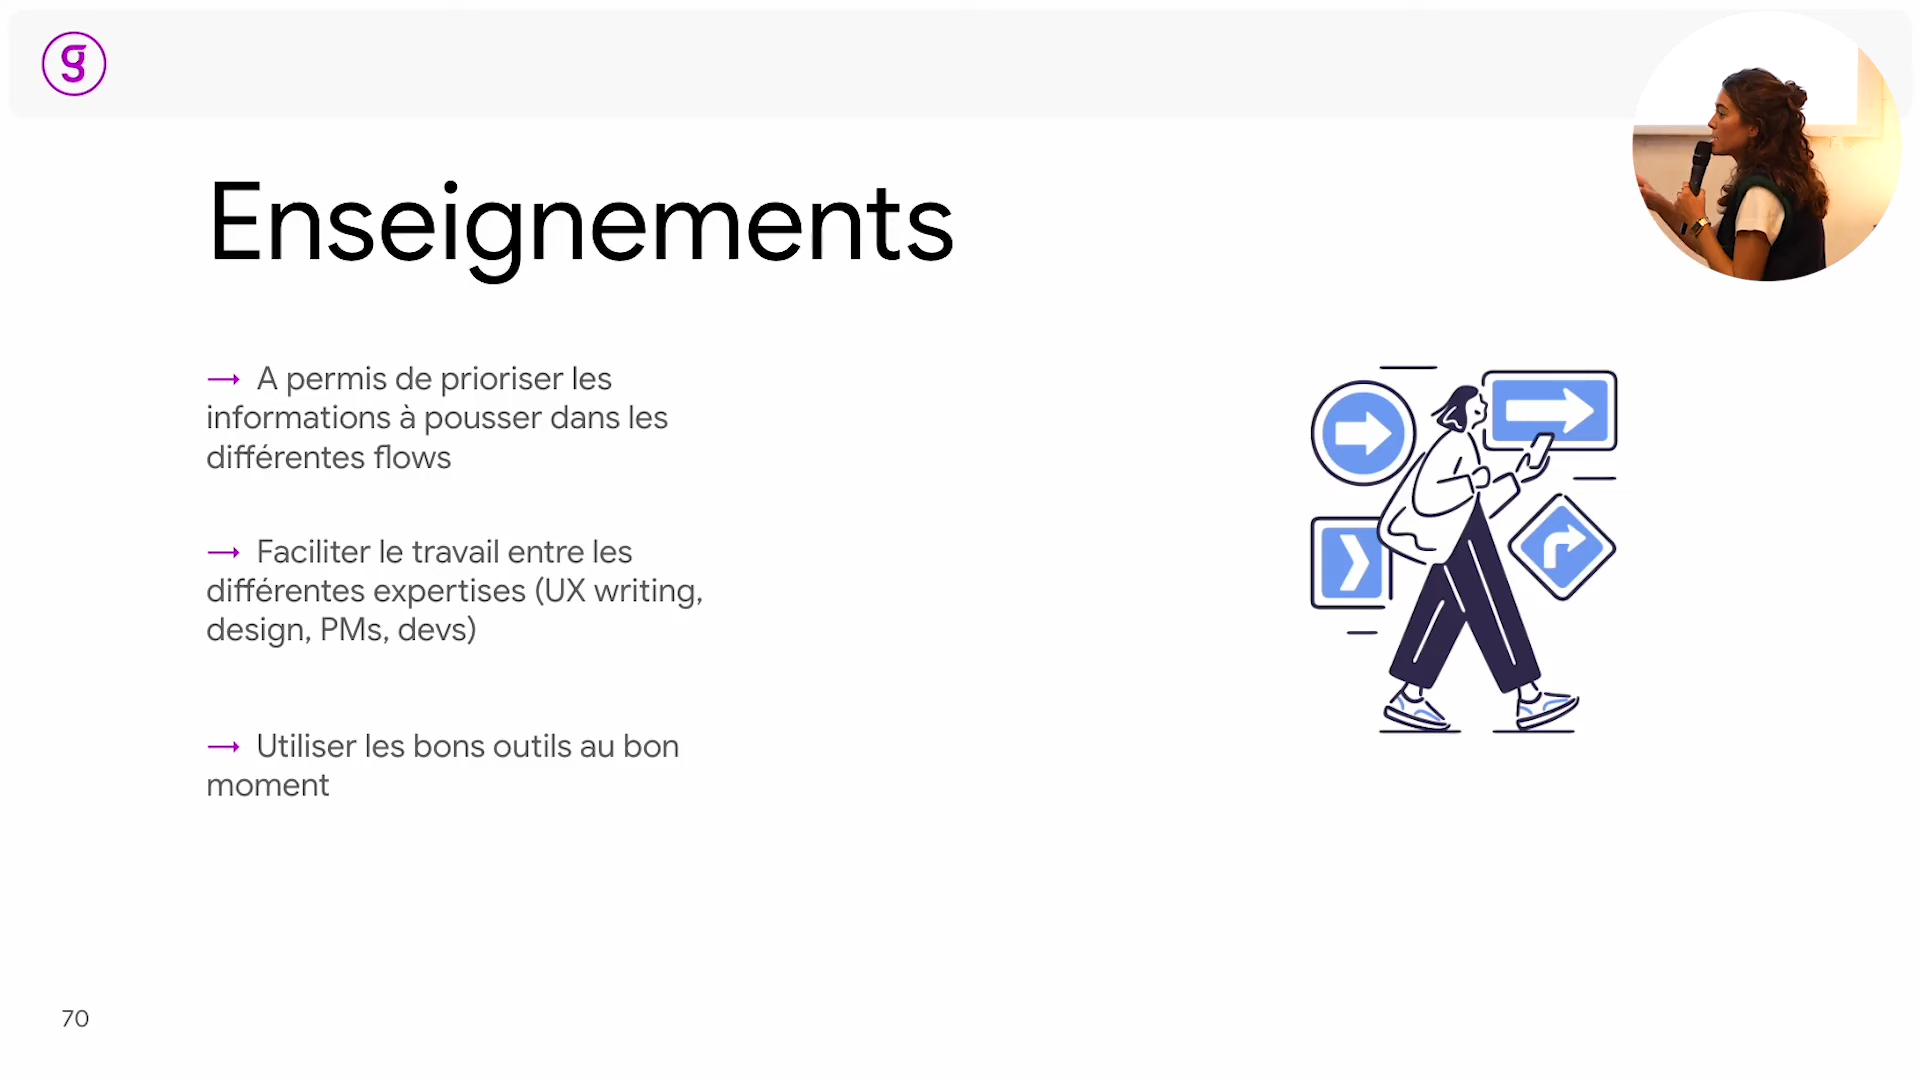 g
Enseignements
→ A permis de prioriser les
informations à pousser dans les
différentes flows
→ Faciliter le travail entre les
différentes expertises (UX writing,
design, PMs, devs)
→ Utiliser les bons outils au bon
moment
70